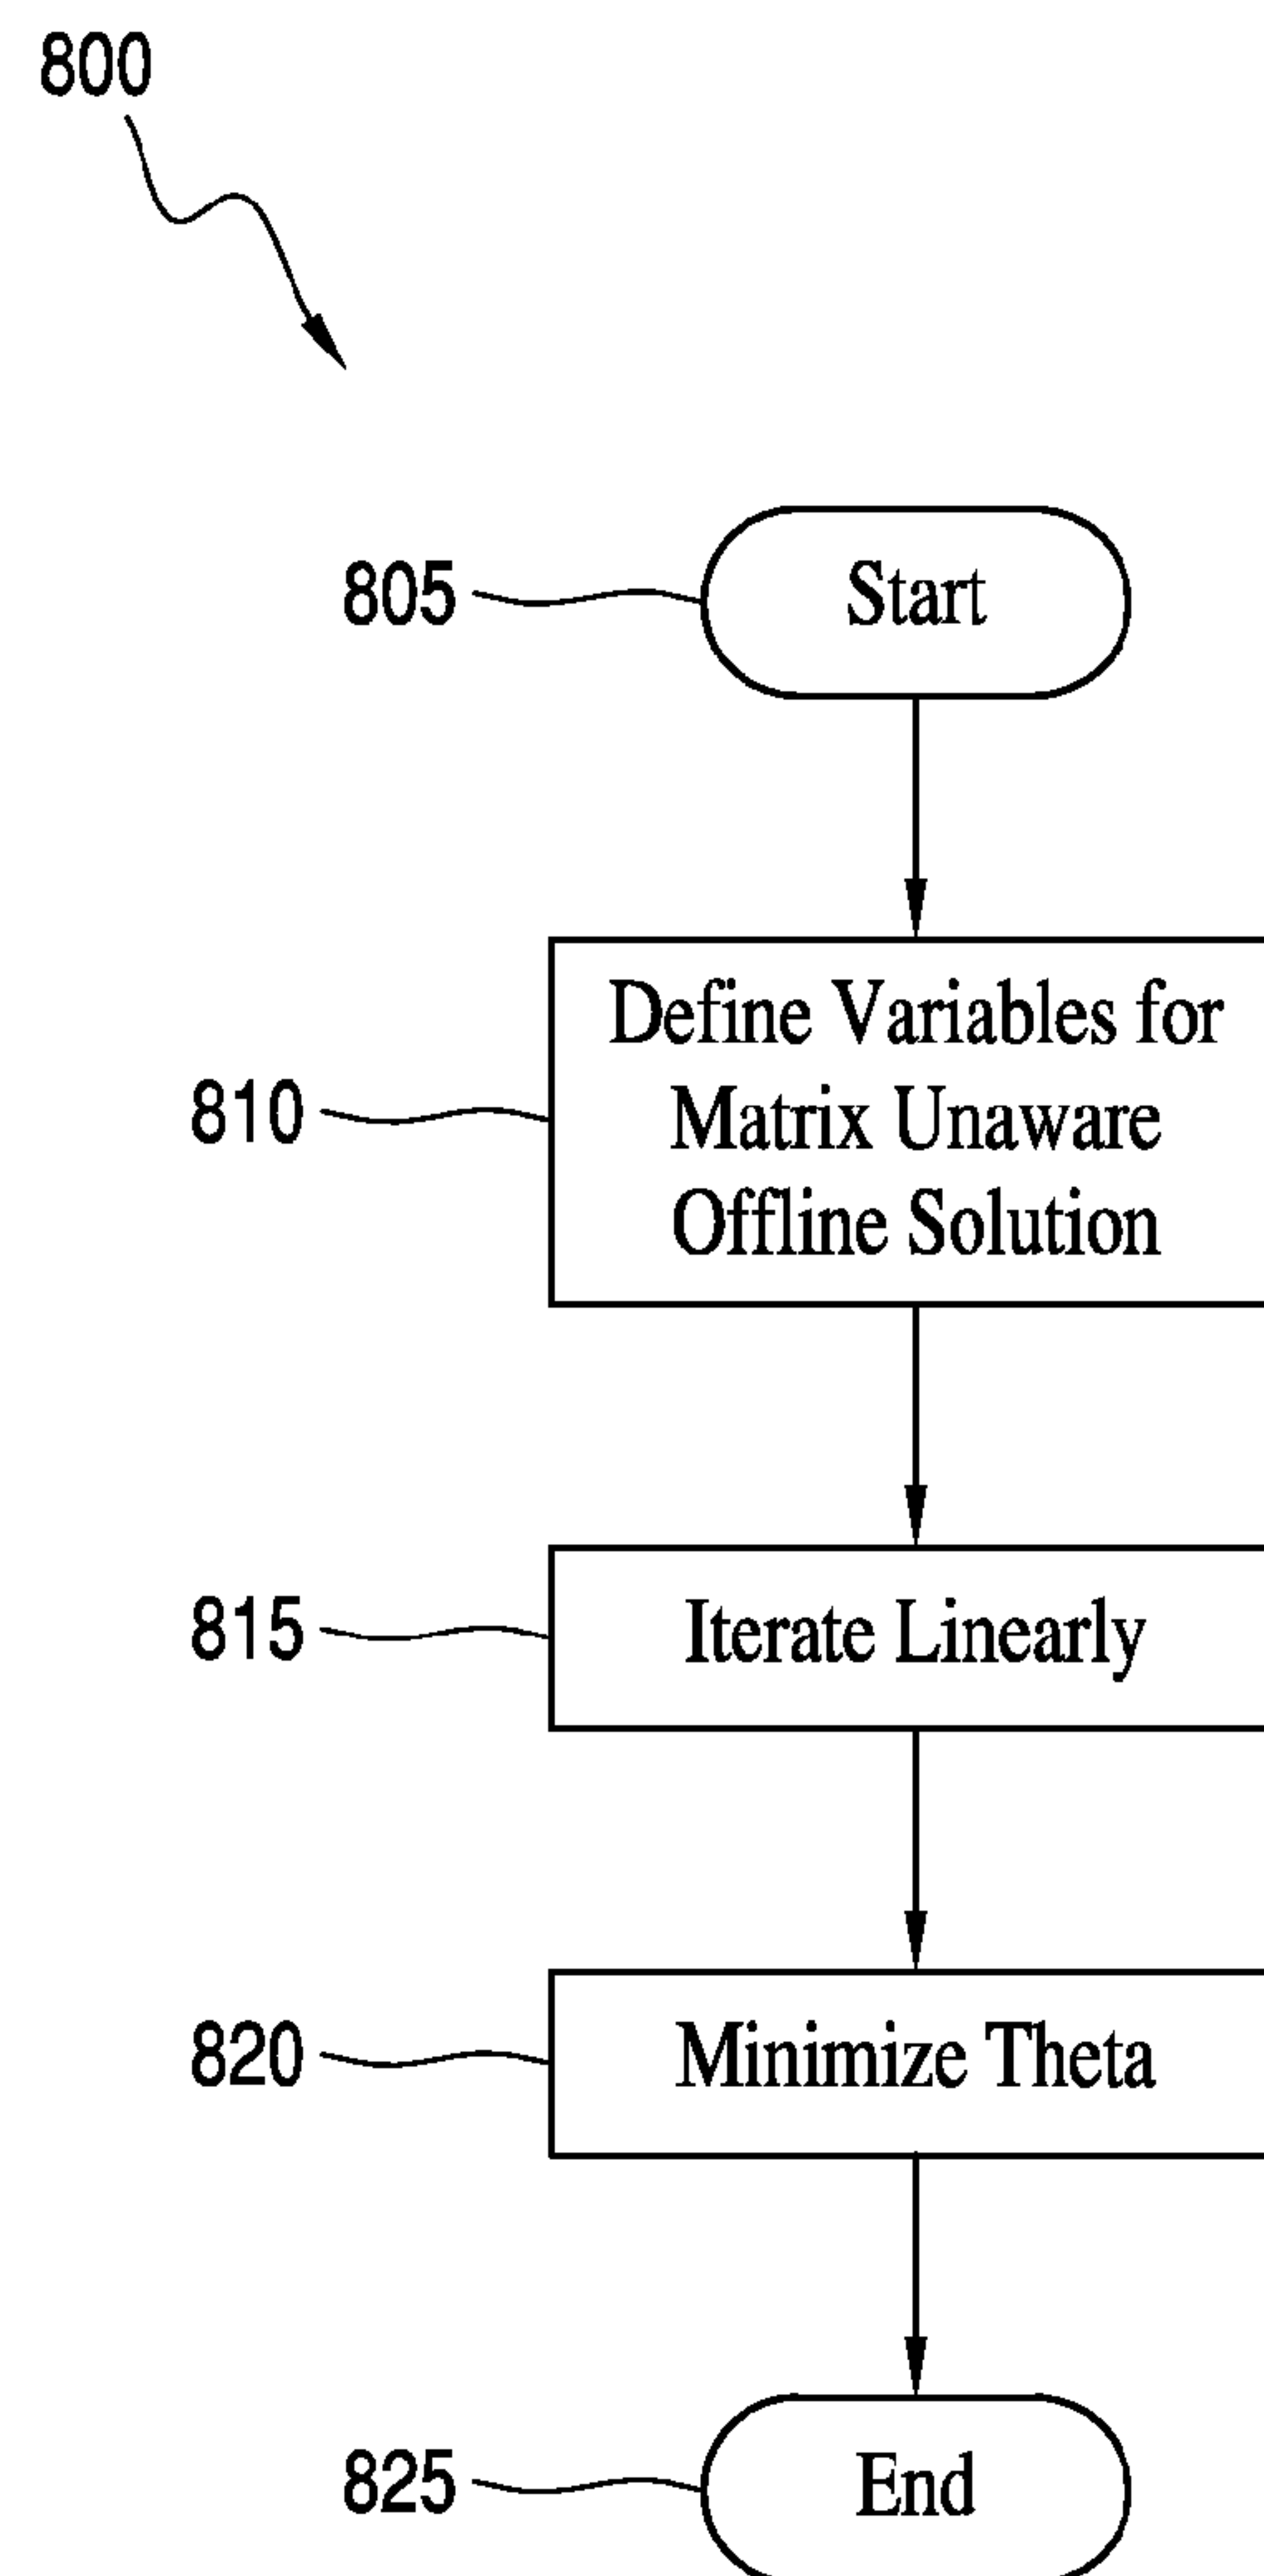 800
805
Start
810
Define Variables for
Matrix Unaware
Offline Solution
815
Iterate Linearly
820
Minimize Theta
825
End